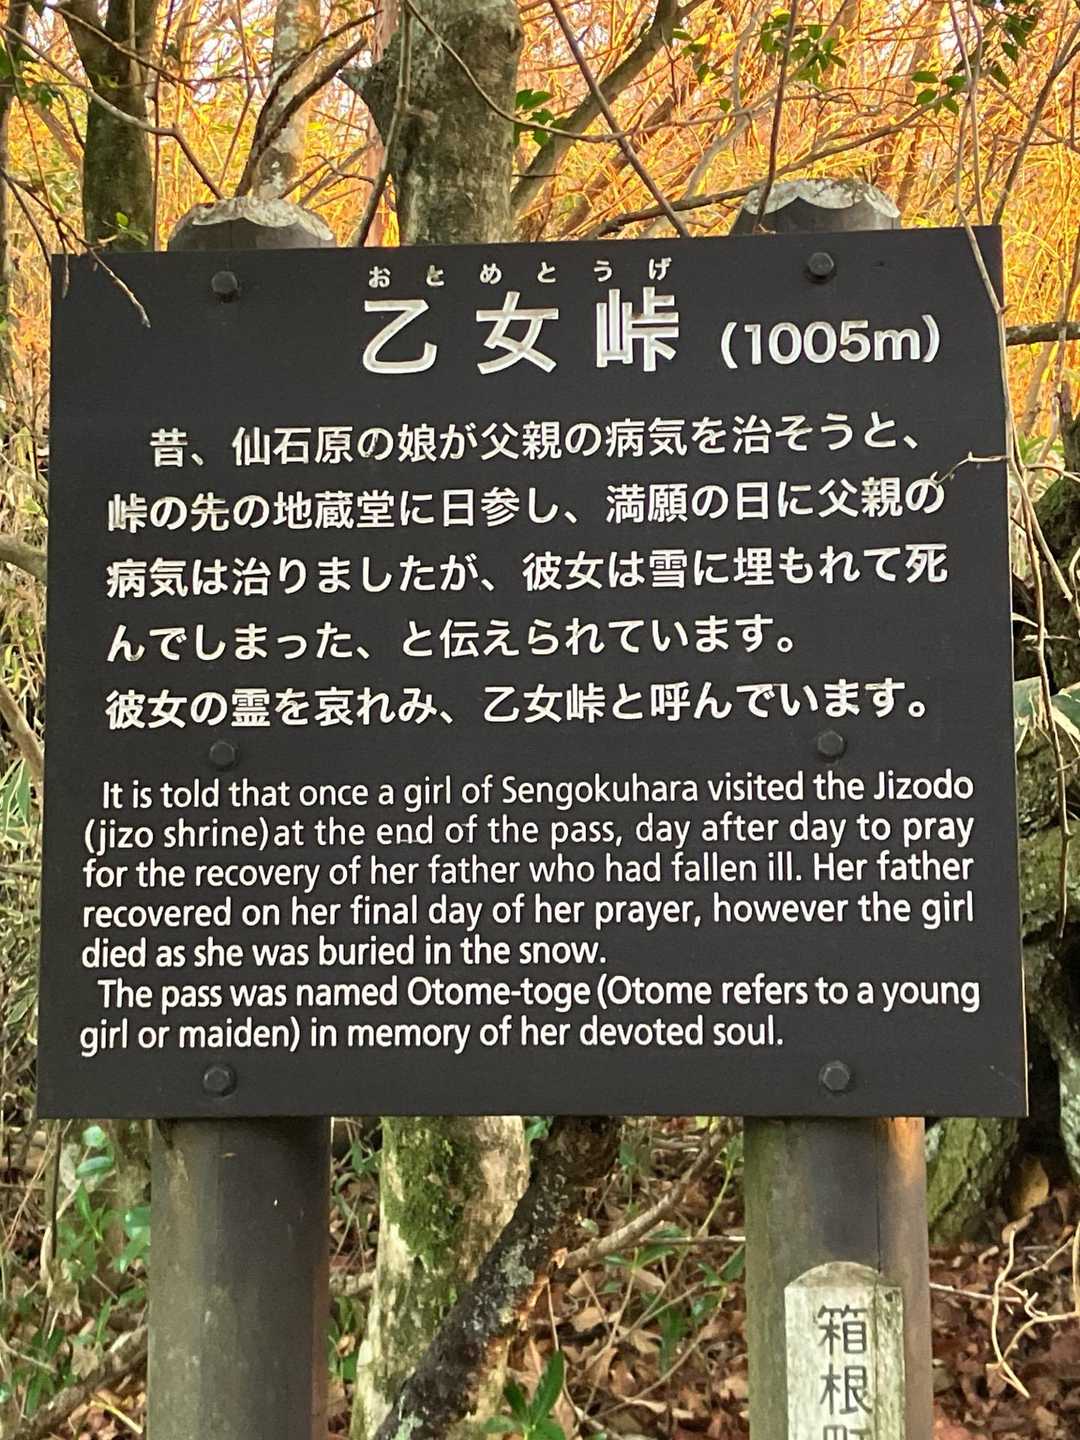 おとめとうげ
乙女峠 (1005m)
昔、仙石原の娘が父親の病気を治そうと、
峠の先の地蔵堂に日参し、満願の日に父親の
病気は治りましたが、彼女は雪に埋もれて死
んでしまった、と伝えられています。
彼女の霊を哀れみ、乙女峠と呼んでいます。
It is told that once a girl of Sengokuhara visited the Jizodo
(jizo shrine) at the end of the pass, day after day to pray
for the recovery of her father who had fallen ill. Her father
recovered on her final day of her prayer, however the girl
died as she was buried in the snow.
The pass was named Otome-toge (Otome refers to a young
girl or maiden) in memory of her devoted soul.
箱根町